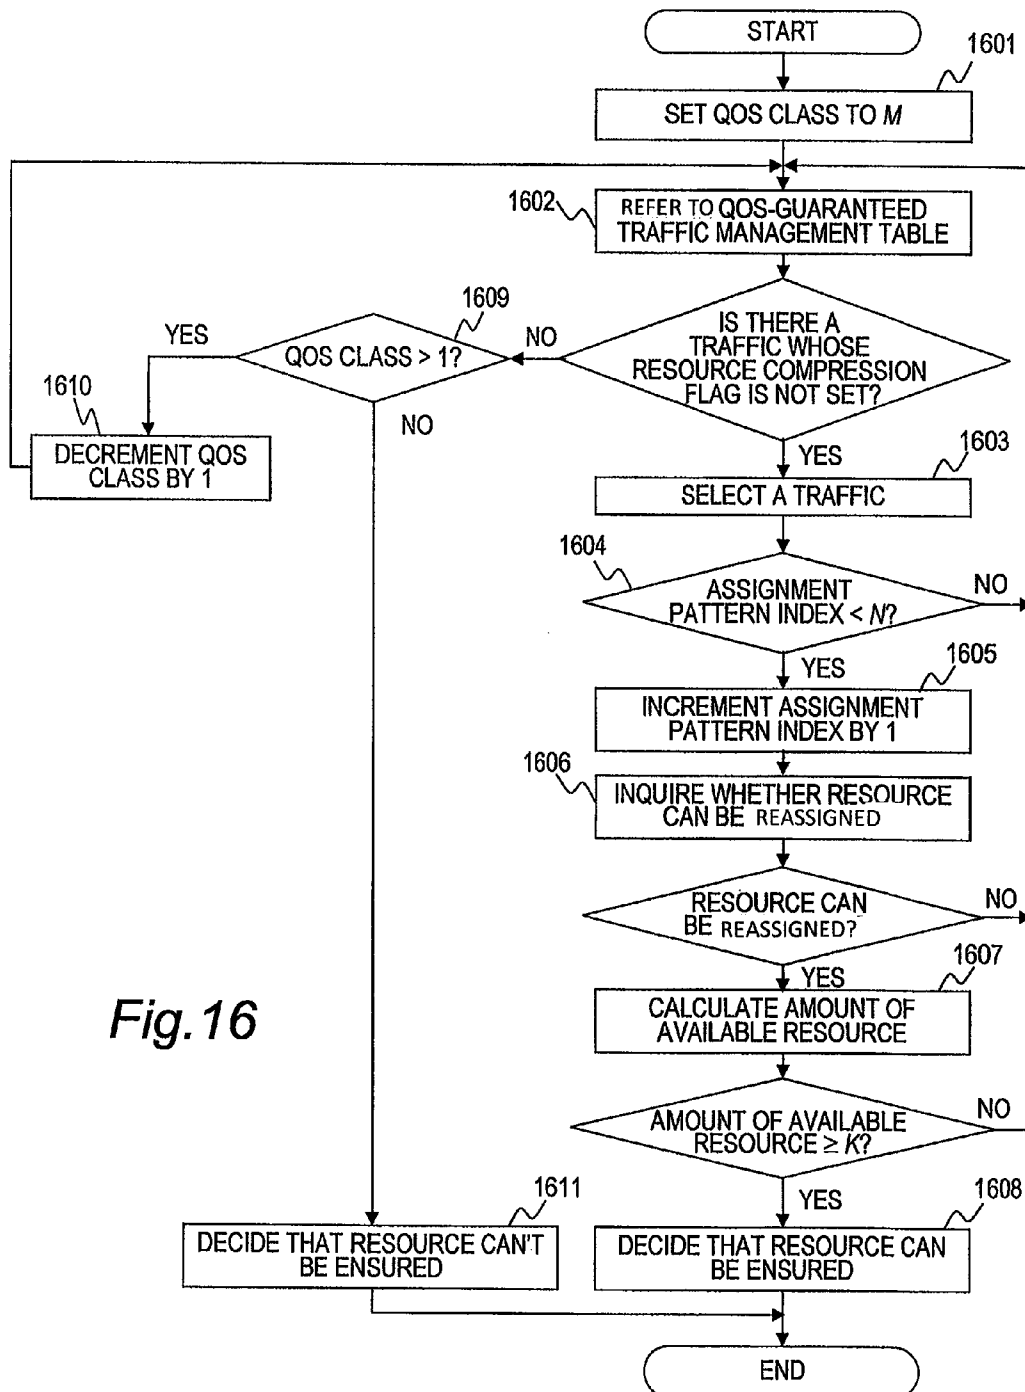 START
1601
SET QOS CLASS TO M
1602
REFER TO QOS-GUARANTEED
TRAFFIC MANAGEMENT TABLE
1609
YES
QOS CLASS > 1?
NO
IS THERE A
TRAFFIC WHOSE
RESOURCE COMPRESSION
FLAG IS NOT SET?
1610
NO
DECREMENT QOS
CLASS BY 1
YES
1603
SELECT A TRAFFIC
1604
ASSIGNMENT
PATTERN INDEX < N?
NO
YES
1605
INCREMENT ASSIGNMENT
PATTERN INDEX BY 1
1606
INQUIRE WHETHER RESOURCE
CAN BE REASSIGNED
RESOURCE CAN
BE REASSIGNED?
NO
YES
1607
CALCULATE AMOUNT OF
AVAILABLE RESOURCE
Fig.16
AMOUNT OF AVAILABLE
RESOURCE ≥ K?
NO
YES
1611
DECIDE THAT RESOURCE CAN'T
BE ENSURED
1608
DECIDE THAT RESOURCE CAN
BE ENSURED
END